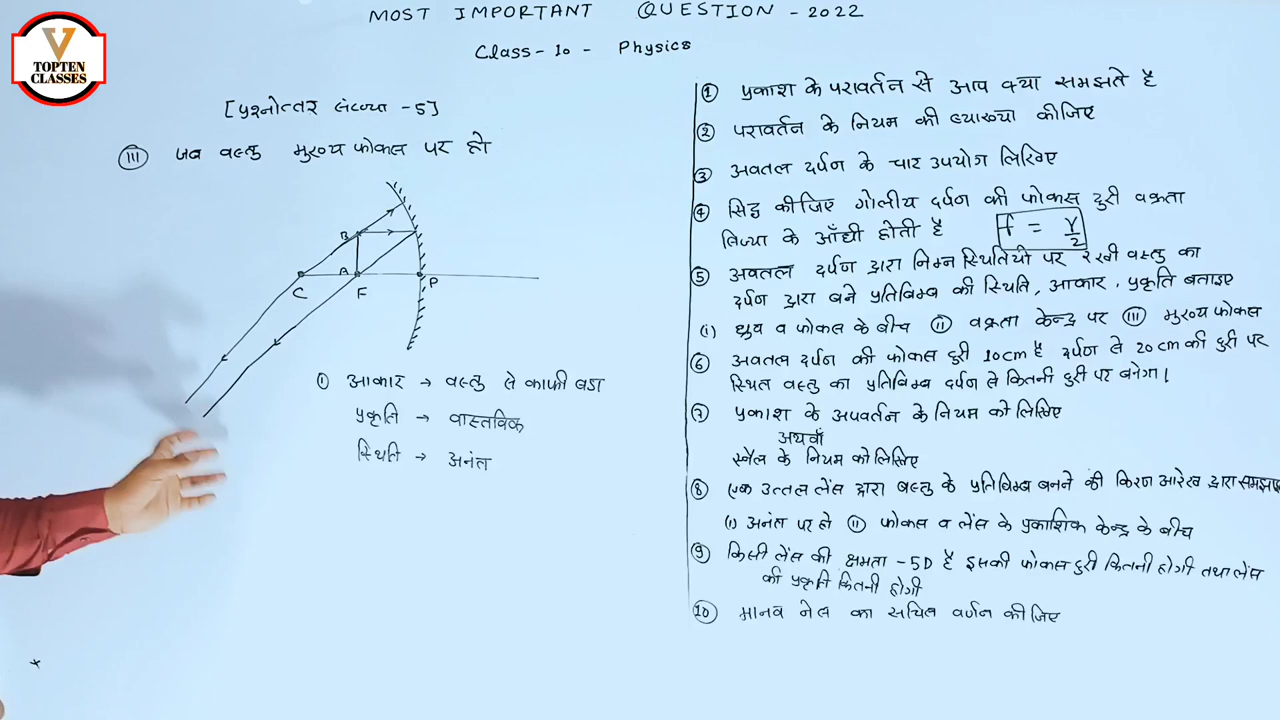 MOST IMPORTANT QUESTION - 2022
Class - 10 - Physics
V
TOPTEN
CLASSES
[प्रश्नोत्तर संख्या - 5]
III जब वस्तु मुख्य फोकस पर हो
B
A
C F P
① आकार → वस्तु से काफी बडा
प्रकृति → वास्तविक
स्थिति → अनंत
① प्रकाश के परावर्तन से आप क्या समझते है
② परावर्तन के नियम की व्याख्या कीजिए
③ अवतल दर्पण के चार उपयोग लिखिए
④ सिद्ध कीजिए गोलीय दर्पण की फोकस दुरी वक्रता
त्रिज्या के आँधी होती है f = r/2
⑤ अवतल दर्पण द्वारा निम्न स्थितियो पर रखी वस्तु का
दर्पण द्वारा बने प्रतिबिम्ब की स्थिति, आकार, प्रकृति बताइए
(i) ध्रुव व फोकस के बीच II वक्रता केन्द्र पर III मुख्य फोकस
⑥ अवतल दर्पण की फोकस दुरी 10cm है दर्पण से 20cm की दुरी पर
स्थित वस्तु का प्रतिबिम्ब दर्पण से कितनी दुरी पर बनेगा।
⑦ प्रकाश के अपवर्तन के नियम को लिखिए
अथवाँ
स्नैल के नियम को लिखिए
⑧ एक उत्तल लेंस द्वारा वस्तु के प्रतिबिम्ब बनने की किरण आरेख द्वारा समझाए
(i) अनंत पर हो II फोकस व लेंस के प्रकाशिक केन्द्र के बीच
⑨ किसी लेंस की क्षमता -5D है इसकी फोकस दुरी कितनी होगी तथा लेंस
की प्रकृति कितनी होगी
⑩ मानव नेत्र का सचित्र वर्णन कीजिए
*